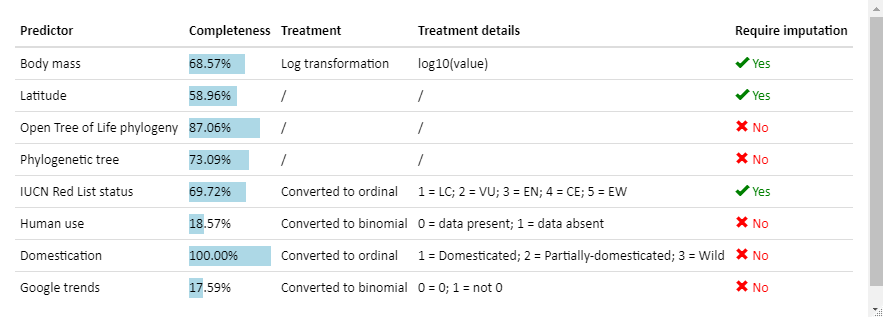 Predictor Completeness Treatment Treatment details Require imputation
Body mass 68.57% Log transformation log10(value) ✔ Yes
Latitude 58.96% / / ✔ Yes
Open Tree of Life phylogeny 87.06% / / ✖ No
Phylogenetic tree 73.09% / / ✖ No
IUCN Red List status 69.72% Converted to ordinal 1 = LC; 2 = VU; 3 = EN; 4 = CE; 5 = EW ✔ Yes
Human use 18.57% Converted to binomial 0 = data present; 1 = data absent ✖ No
Domestication 100.00% Converted to ordinal 1 = Domesticated; 2 = Partially-domesticated; 3 = Wild ✖ No
Google trends 17.59% Converted to binomial 0 = 0; 1 = not 0 ✖ No